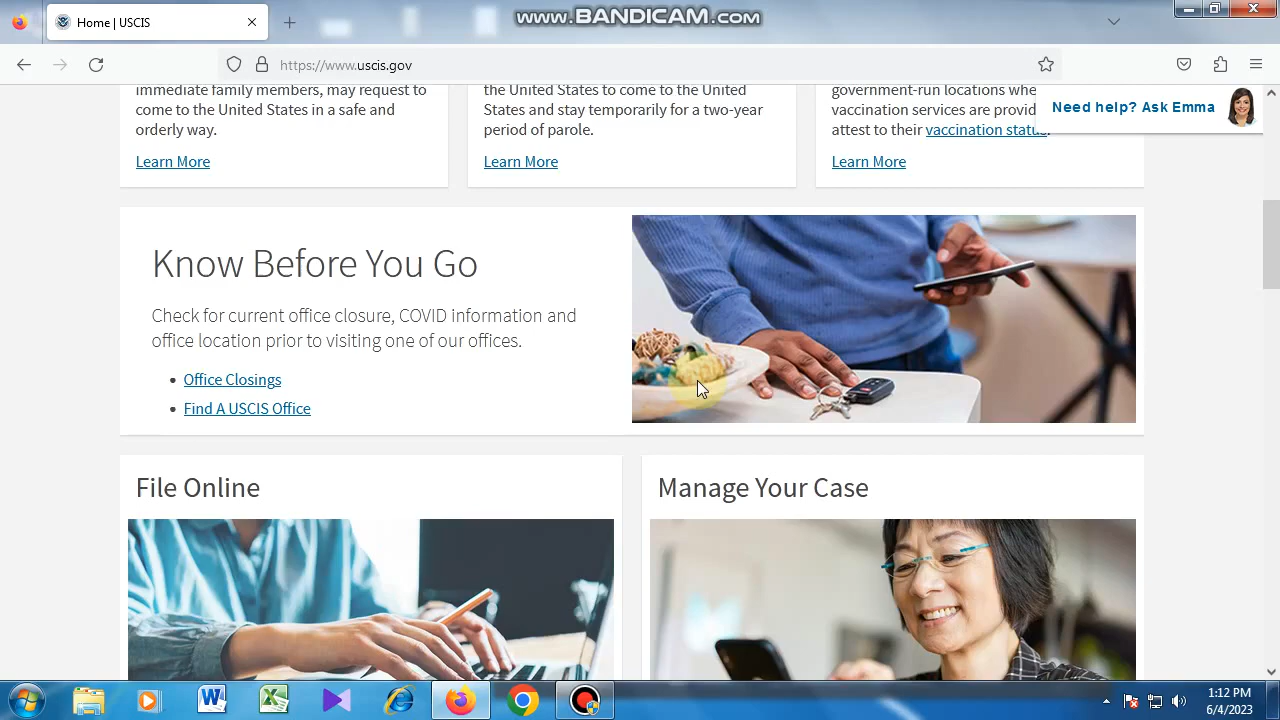 Home | USCIS
www.BANDICAM.com
https://www.uscis.gov
immediate family members, may request to
come to the United States in a safe and
orderly way.
Learn More
the United States to come to the United
States and stay temporarily for a two-year
period of parole.
Learn More
government-run locations whe
vaccination services are provid
attest to their vaccination status.
Learn More
Need help? Ask Emma
Know Before You Go
Check for current office closure, COVID information and
office location prior to visiting one of our offices.
Office Closings
Find A USCIS Office
File Online
Manage Your Case
1:12 PM
6/4/2023